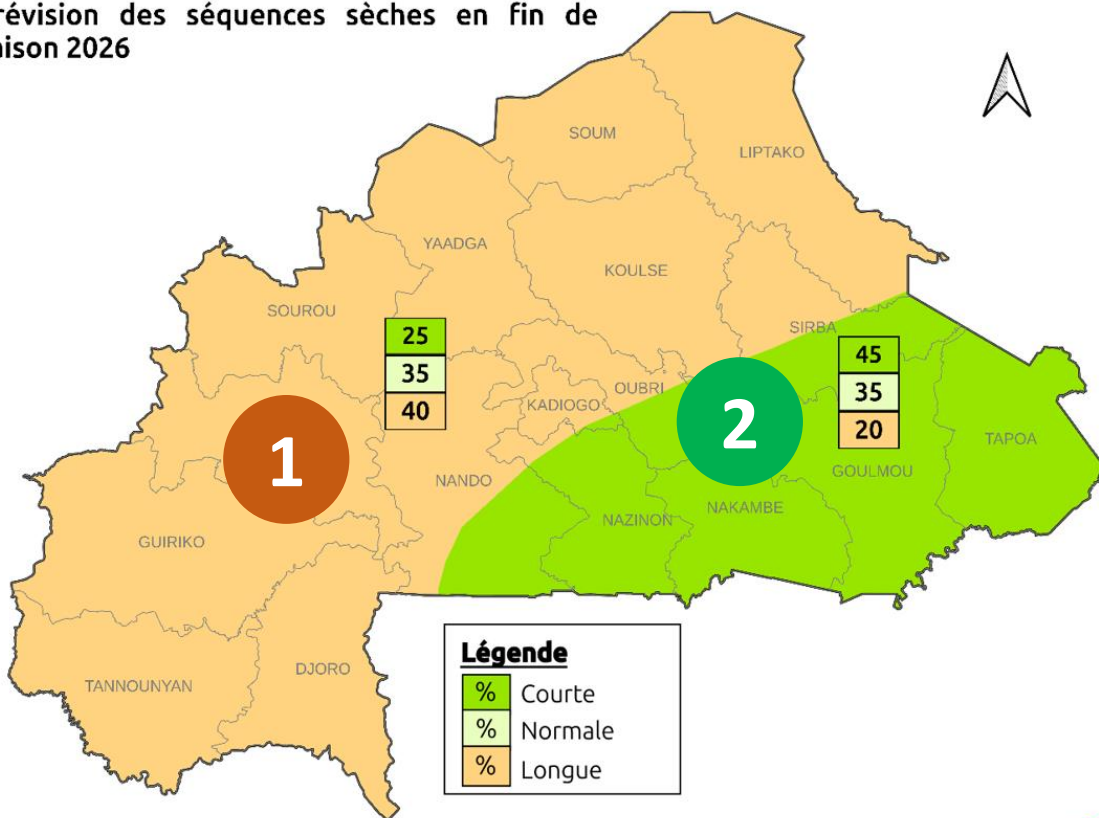 révision des séquences sèches en fin de
aison 2026
SOUM
LIPTAKO
YAADGA
KOULSE
SOUROU
SIRBA
25
35
40
45
35
20
OUBRI
KADIOGO
1
2
TAPOA
GOULMOU
NANDO
NAKAMBE
NAZINON
GUIRIKO
DJORO
TANNOUNYAN
Légende
% Courte
% Normale
% Longue